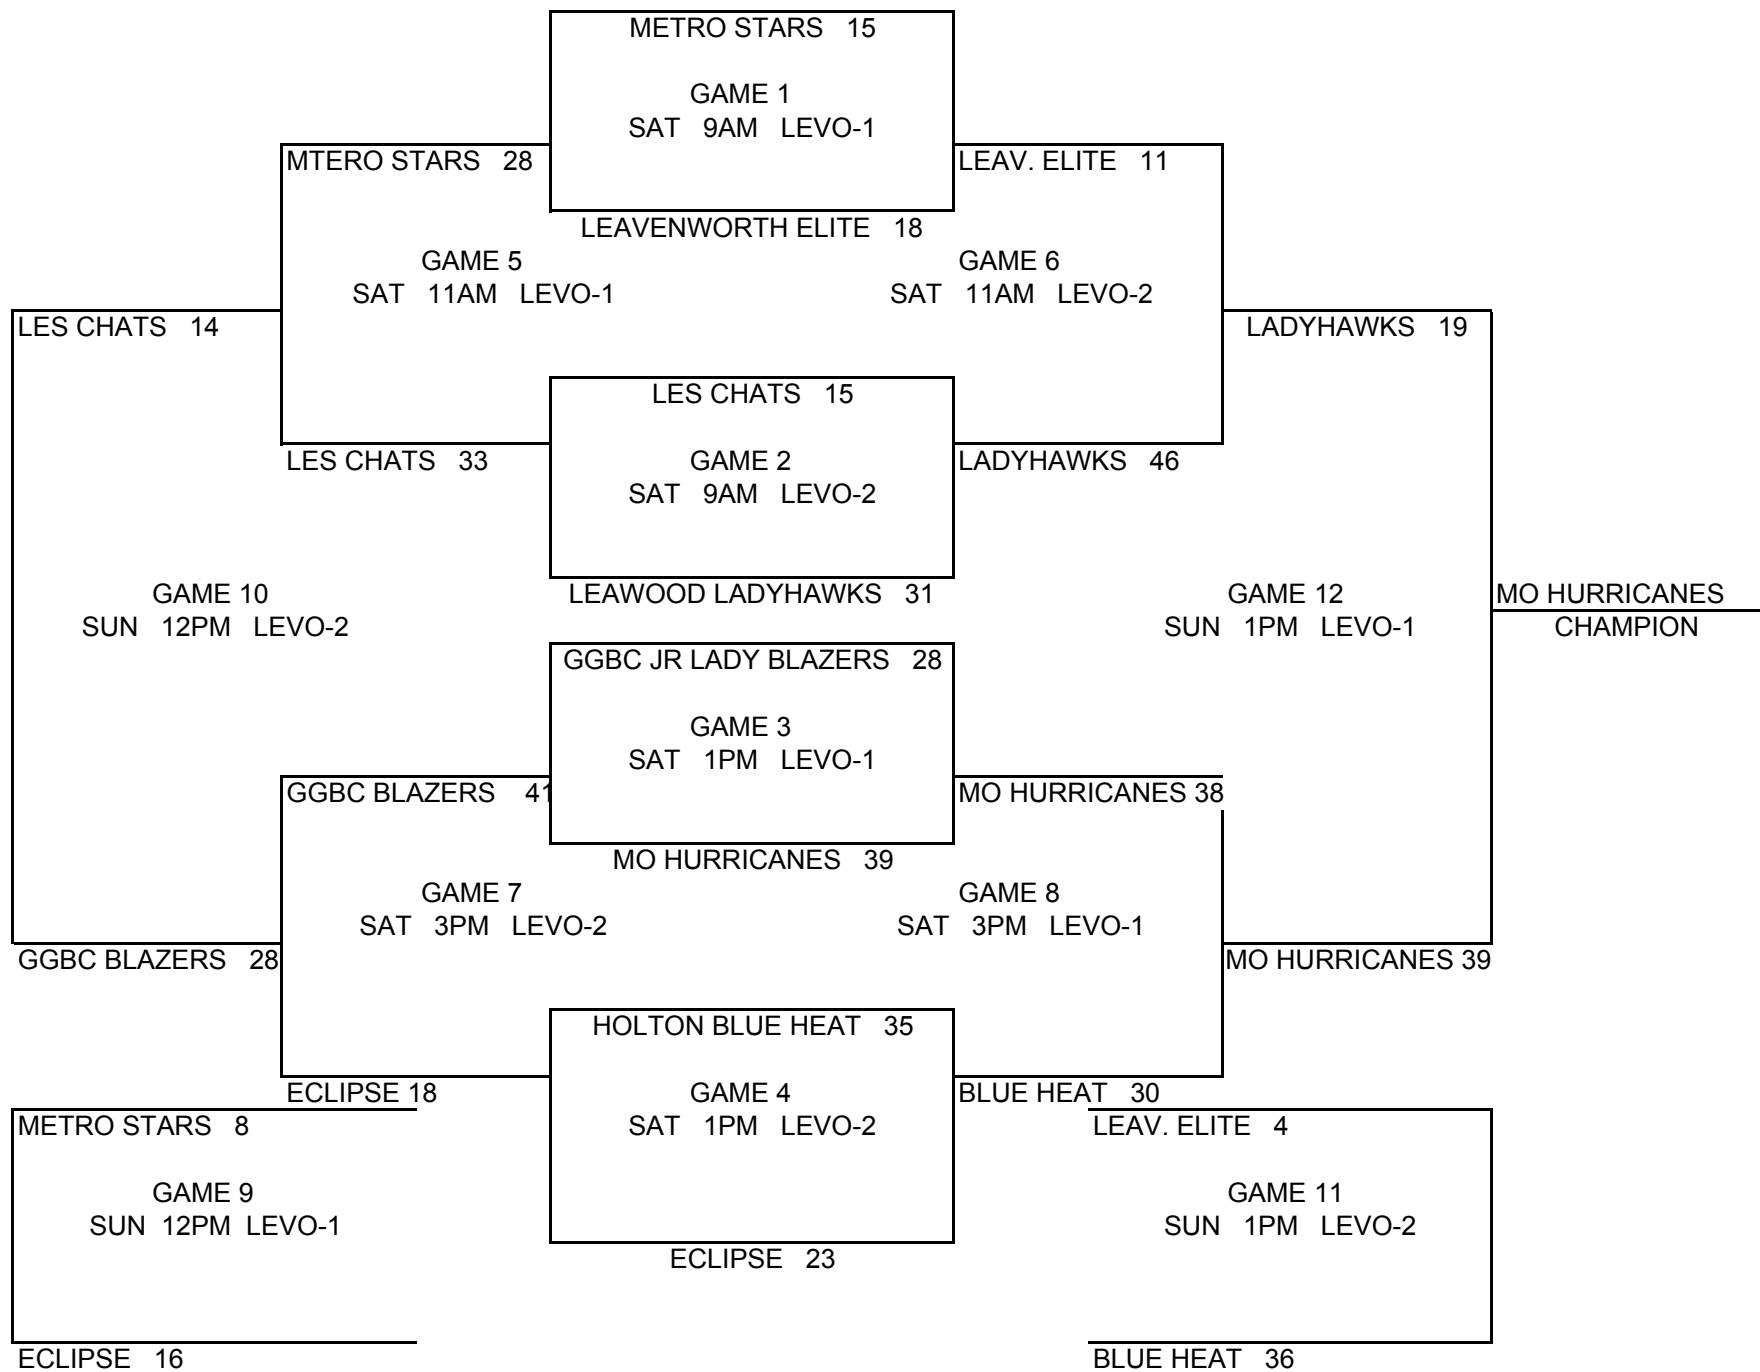 METRO STARS 15
GAME 1
SAT 9AM LEVO-1
MTERO STARS 28
LEAV. ELITE 11
LEAVENWORTH ELITE 18
GAME 5
SAT 11AM LEVO-1
GAME 6
SAT 11AM LEVO-2
LES CHATS 14
LADYHAWKS 19
LES CHATS 15
LES CHATS 33
GAME 2
SAT 9AM LEVO-2
LADYHAWKS 46
LEAWOOD LADYHAWKS 31
GAME 10
SUN 12PM LEVO-2
GAME 12
SUN 1PM LEVO-1
MO HURRICANES
CHAMPION
GGBC JR LADY BLAZERS 28
GAME 3
SAT 1PM LEVO-1
GGBC BLAZERS 41
MO HURRICANES 38
MO HURRICANES 39
GAME 7
SAT 3PM LEVO-2
GAME 8
SAT 3PM LEVO-1
GGBC BLAZERS 28
MO HURRICANES 39
HOLTON BLUE HEAT 35
ECLIPSE 18
GAME 4
SAT 1PM LEVO-2
BLUE HEAT 30
METRO STARS 8
LEAV. ELITE 4
GAME 9
SUN 12PM LEVO-1
GAME 11
SUN 1PM LEVO-2
ECLIPSE 23
ECLIPSE 16
BLUE HEAT 36